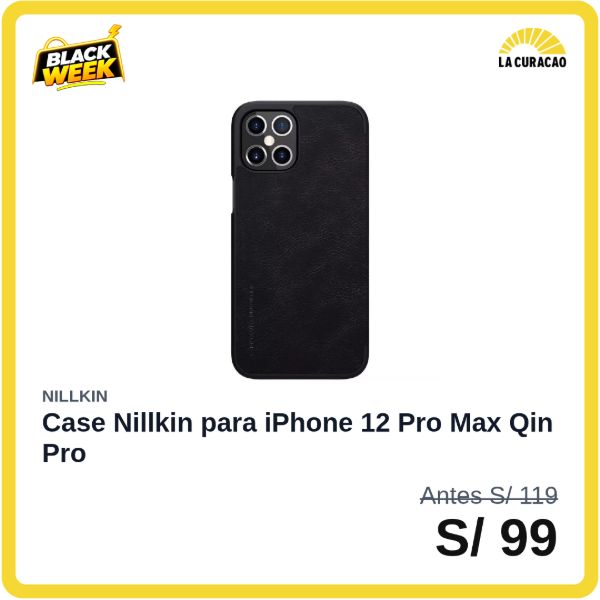 BLACK
WEEK
LA CURACAO
NILLKIN
Case Nillkin para iPhone 12 Pro Max Qin
Pro
Antes S/ 119
S/ 99